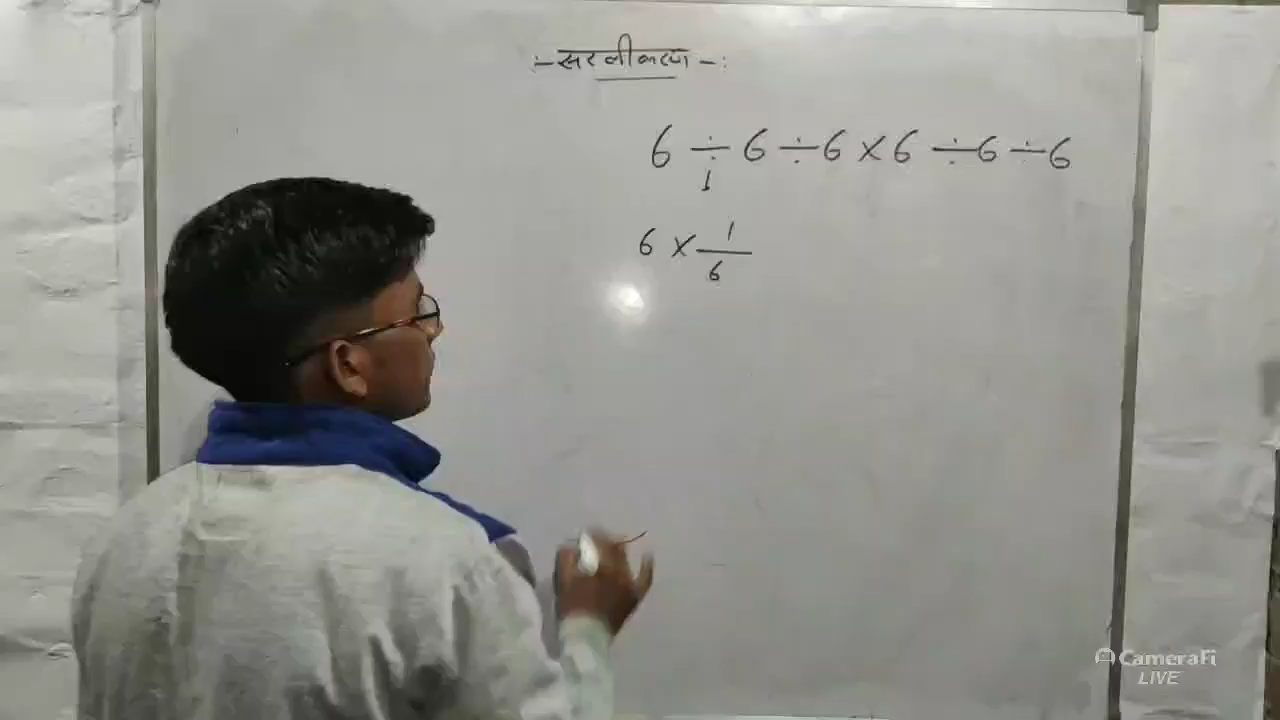 :- सरलीकरण -:
6 ÷ 6 ÷ 6 × 6 ÷ 6 ÷ 6
1
6 × 1/6
CameraFi
LIVE